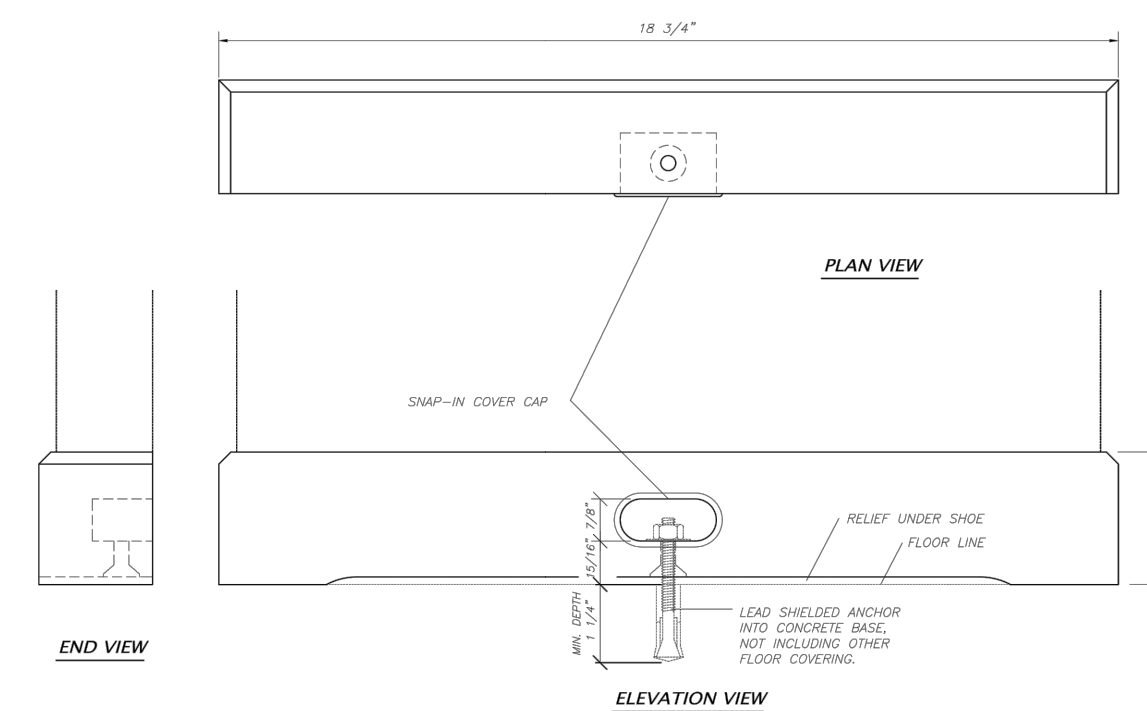 18 3/4"
PLAN VIEW
SNAP-IN COVER CAP
7/8"
15/16"
RELIEF UNDER SHOE
FLOOR LINE
MIN. DEPTH
1 1/4"
LEAD SHIELDED ANCHOR
INTO CONCRETE BASE,
NOT INCLUDING OTHER
FLOOR COVERING.
END VIEW
ELEVATION VIEW